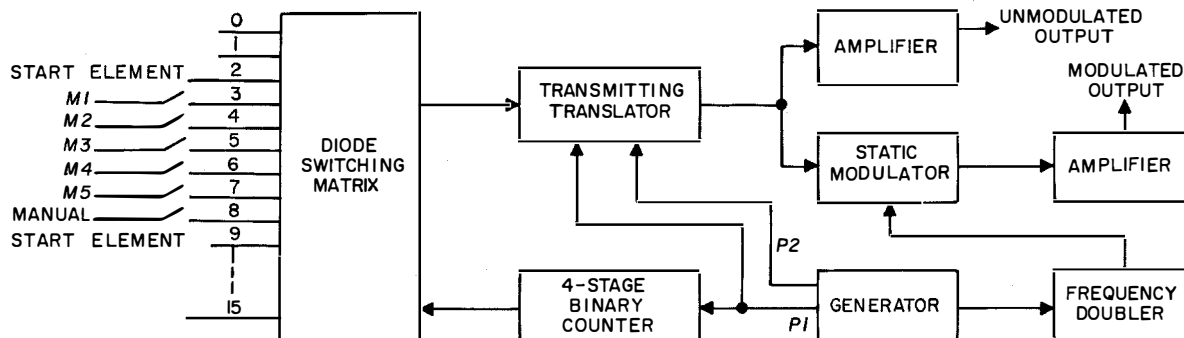 0
1
START ELEMENT 2
M1 3
M2 4
M3 5
M4 6
M5 7
MANUAL 8
START ELEMENT 9
15
DIODE
SWITCHING
MATRIX
TRANSMITTING
TRANSLATOR
4-STAGE
BINARY
COUNTER
P2
P1
AMPLIFIER
UNMODULATED
OUTPUT
STATIC
MODULATOR
GENERATOR
MODULATED
OUTPUT
AMPLIFIER
FREQUENCY
DOUBLER